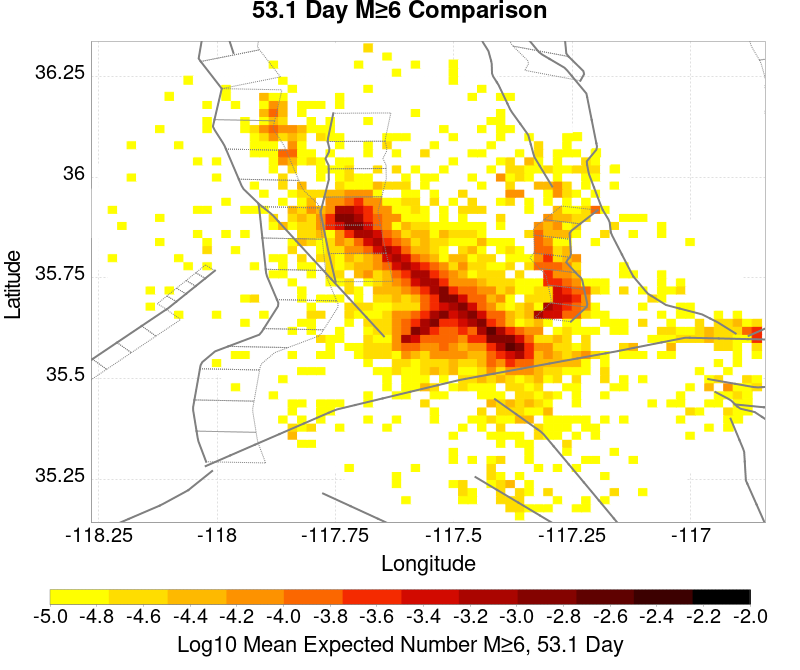 53.1 Day M≥6 Comparison
36.25
36
35.75
35.5
35.25
Latitude
-118.25 -118 -117.75 -117.5 -117.25 -117
Longitude
-5.0 -4.8 -4.6 -4.4 -4.2 -4.0 -3.8 -3.6 -3.4 -3.2 -3.0 -2.8 -2.6 -2.4 -2.2 -2.0
Log10 Mean Expected Number M≥6, 53.1 Day